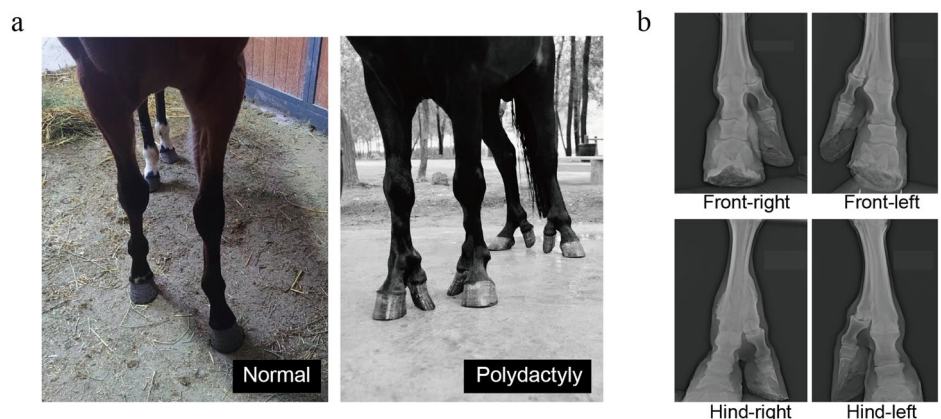 a
b
Normal
Polydactyly
Front-right
Front-left
Hind-right
Hind-left